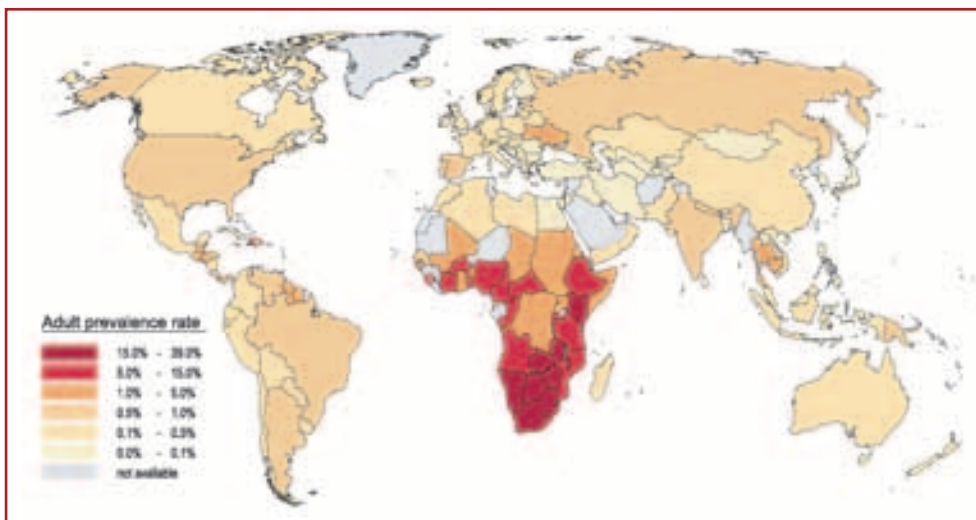 Adult prevalence rate
15.0% - 39.0%
5.0% - 15.0%
1.0% - 5.0%
0.5% - 1.0%
0.1% - 0.5%
0.0% - 0.1%
not available